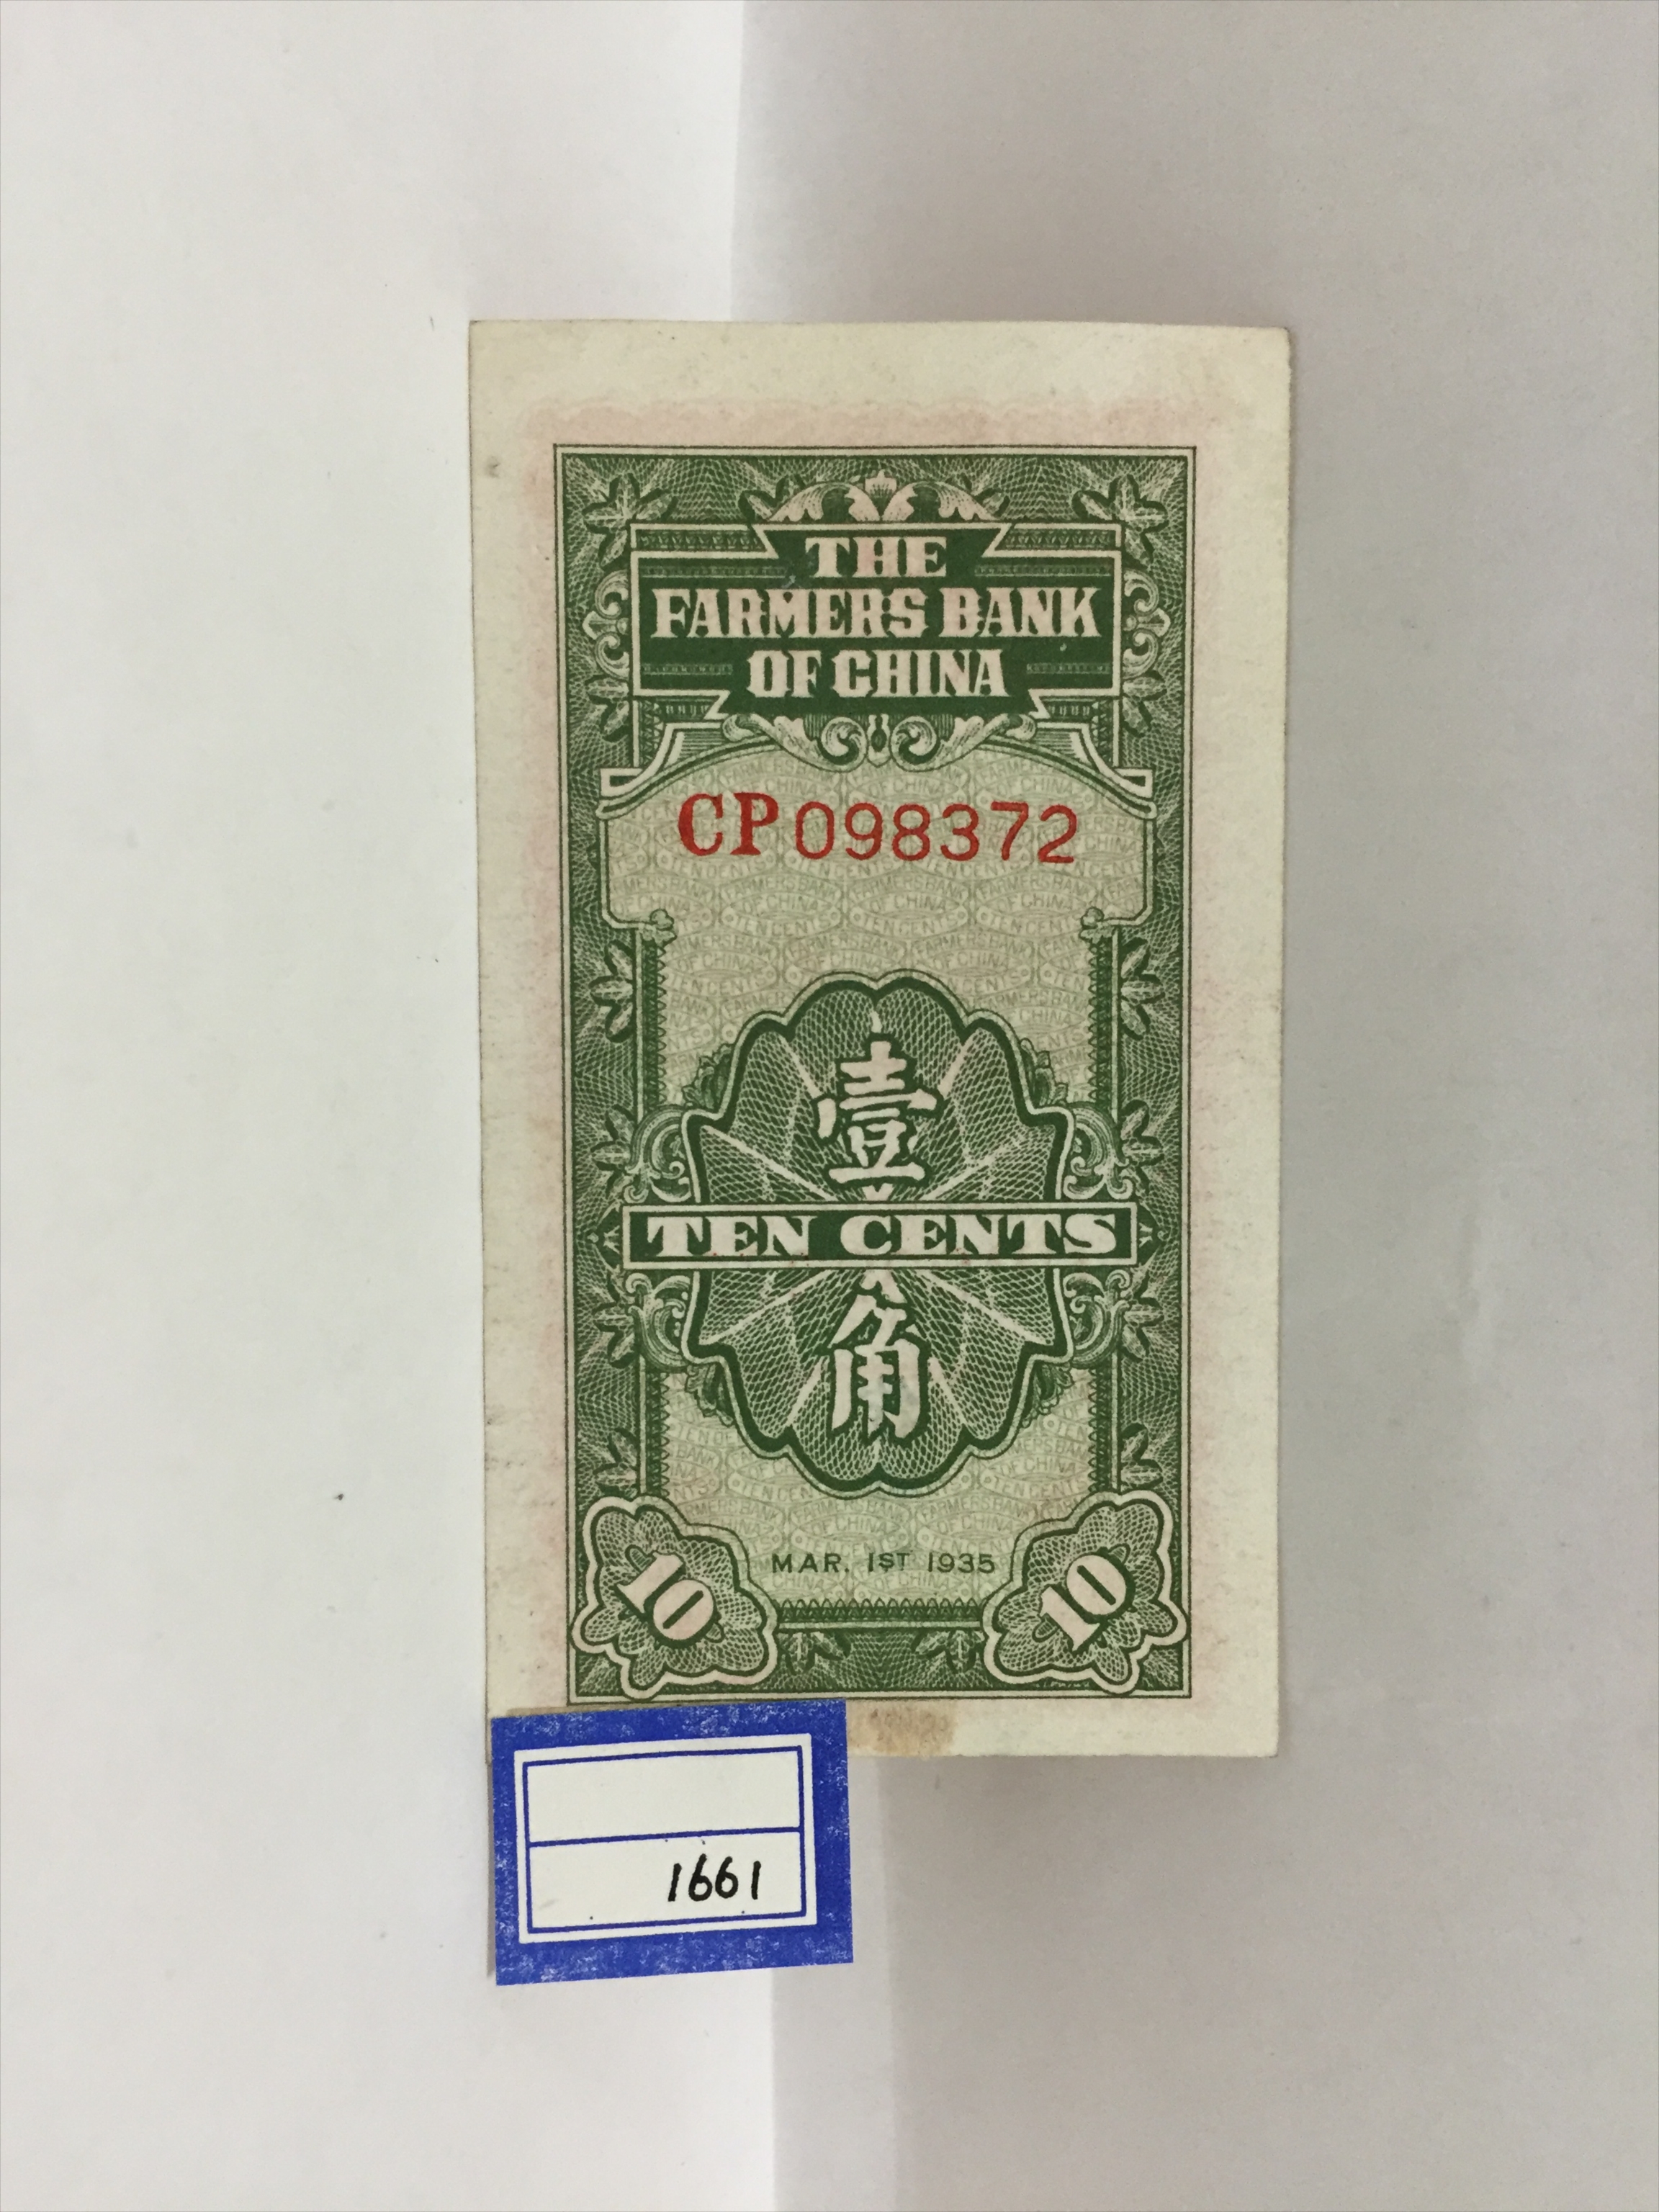 THE
FARMERS BANK
OF CHINA
CP098372
壹
TEN CENTS
角
MAR. 1ST 1935
10 10
1661